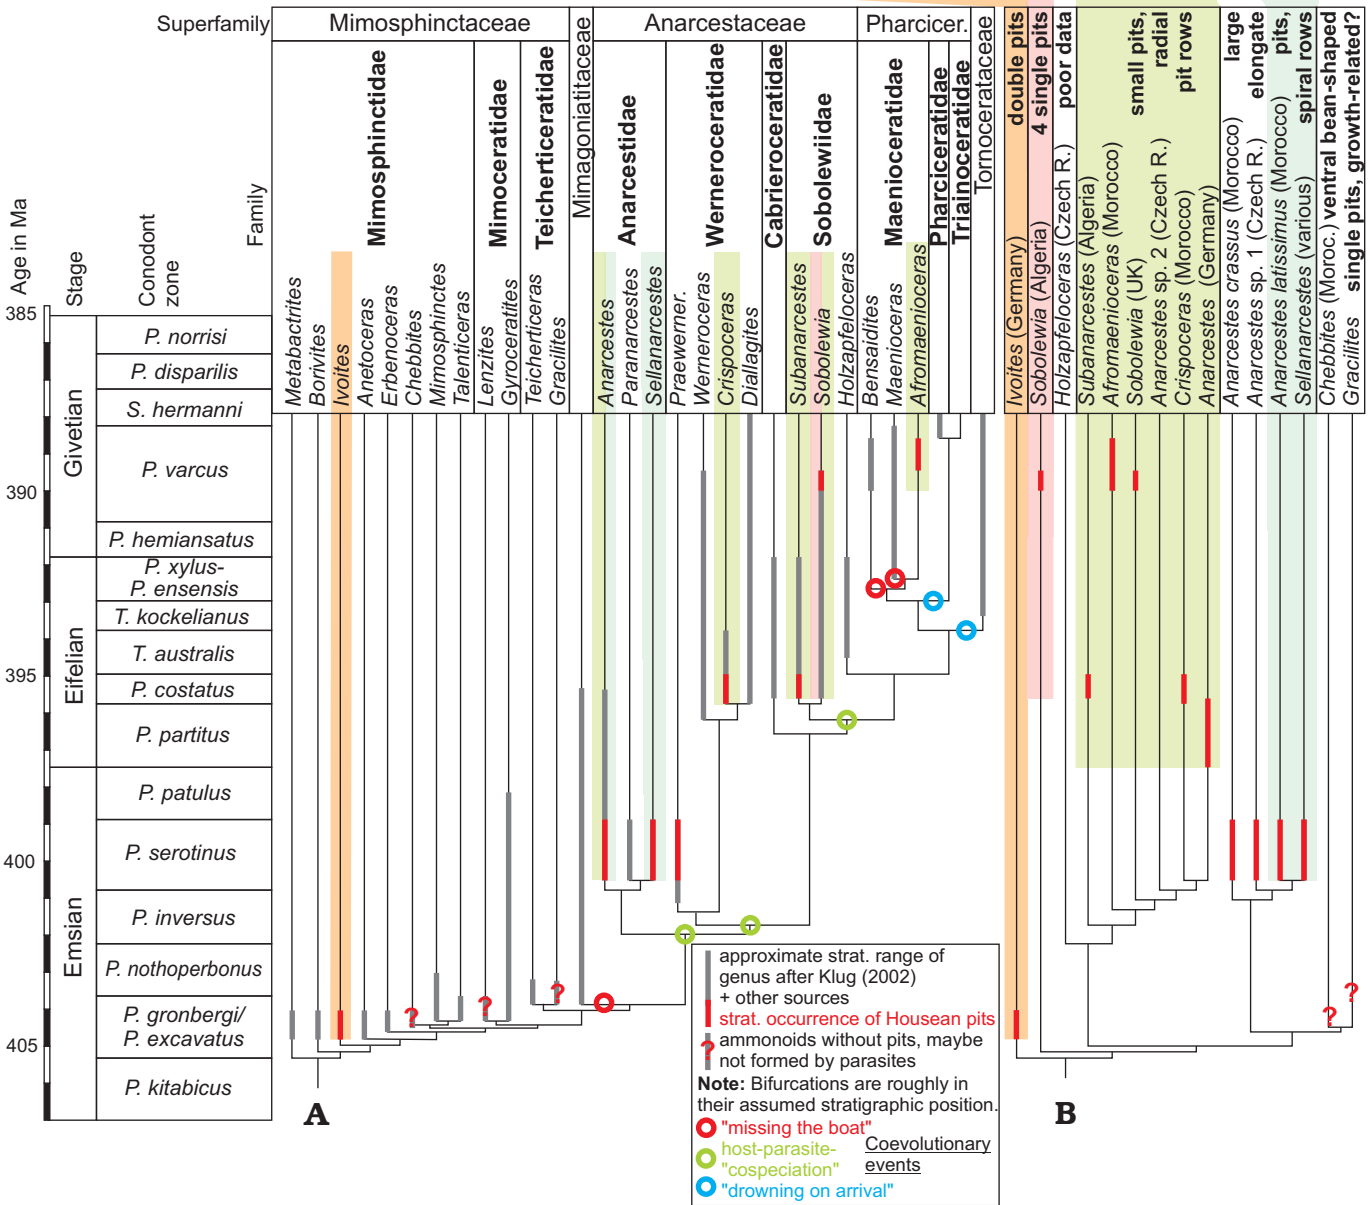 Superfamily
Mimosphinctaceae
Mimagoniatitaceae
Anarcestaceae
Pharcicer.
Tornocerataceae
Family
Mimosphinctidae
Mimoceratidae
Teicherticeratidae
Anarcestidae
Werneroceratidae
Cabrieroceratidae
Soboleweiidae
Maenioceratidae
Pharciceratidae
Triainoceratidae
Age in Ma
Stage
Conodont
zone
Metabactrites
Borivites
Ivoites
Anetoceras
Erbenoceras
Chebbites
Mimosphinctes
Talenticeras
Lenzites
Gyroceratites
Teicherticeras
Gracilites
Anarcestes
Paranarcestes
Sellanarcestes
Praewerner.
Werneroceras
Crispoceras
Diallagites
Subanarcestes
Sobolewia
Holzapfeloceras
Bensaidites
Maenioceras
Afromaenioceras
double pits
4 single pits
poor data
small pits,
radial
pit rows
large
elongate
pits,
spiral rows
ventral bean-shaped
single pits, growth-related?
Ivoites (Germany)
Sobolewia (Algeria)
Holzapfeloceras (Czech R.)
Subanarcestes (Algeria)
Afromaenioceras (Morocco)
Sobolewia (UK)
Anarcestes sp. 2 (Czech R.)
Crispoceras (Morocco)
Anarcestes (Germany)
Anarcestes crassus (Morocco)
Anarcestes sp. 1 (Czech R.)
Anarcestes latissimus (Morocco)
Sellanarcestes (various)
Chebbites (Moroc.)
Gracilites
385
390
395
400
405
Givetian
Eifelian
Emsian
P. norrisi
P. disparilis
S. hermanni
P. varcus
P. hemiansatus
P. xylus-
P. ensensis
T. kockelianus
T. australis
P. costatus
P. partitus
P. patulus
P. serotinus
P. inversus
P. nothoperbonus
P. gronbergi/
P. excavatus
P. kitabicus
?
?
?
?
?
A
B
approximate strat. range of
genus after Klug (2002)
+ other sources
strat. occurrence of Housean pits
? ammonoids without pits, maybe
not formed by parasites
Note: Bifurcations are roughly in
their assumed stratigraphic position.
"missing the boat"
host-parasite-
"cospeciation"
"drowning on arrival"
Coevolutionary
events